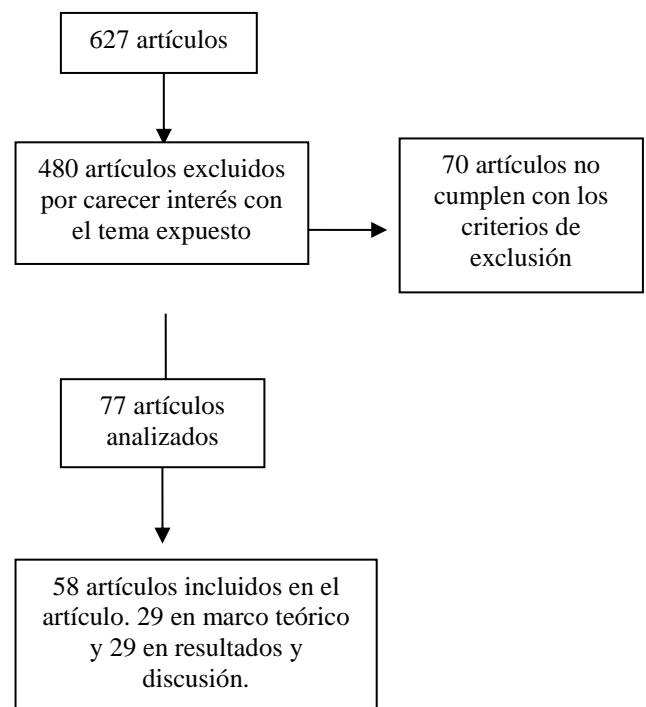 627 artículos
480 artículos excluidos
por carecer interés con
el tema expuesto
70 artículos no
cumplen con los
criterios de
exclusión
77 artículos
analizados
58 artículos incluidos en el
artículo. 29 en marco teórico
y 29 en resultados y
discusión.